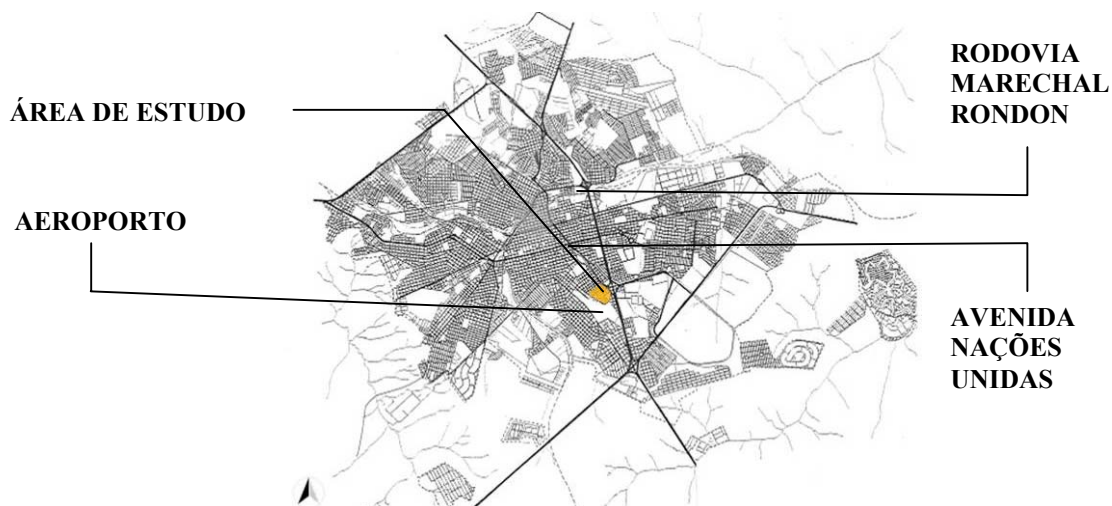 ÁREA DE ESTUDO
AEROPORTO
RODOVIA
MARECHAL
RONDON
AVENIDA
NAÇÕES
UNIDAS